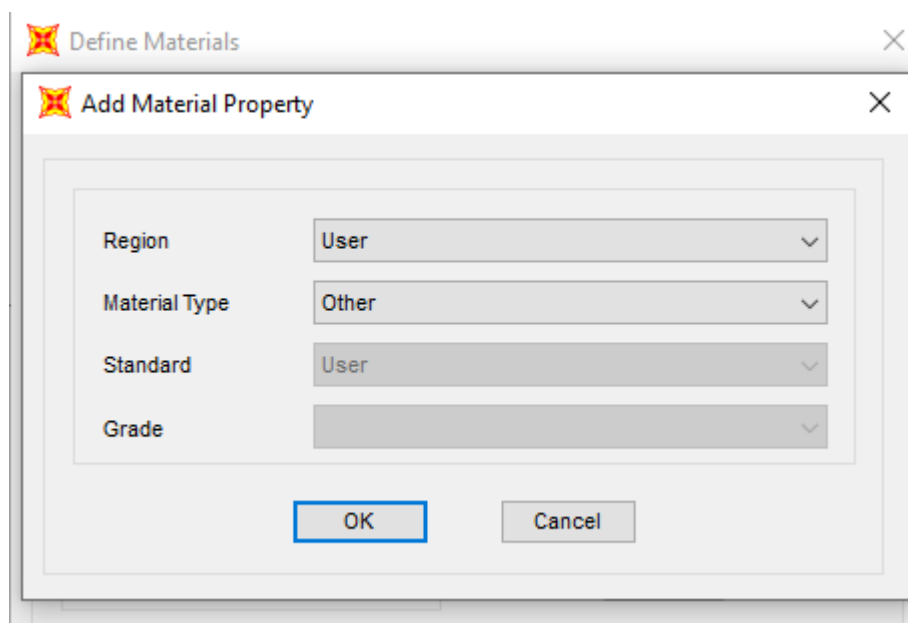 Define Materials
Add Material Property
Region User
Material Type Other
Standard User
Grade
OK Cancel